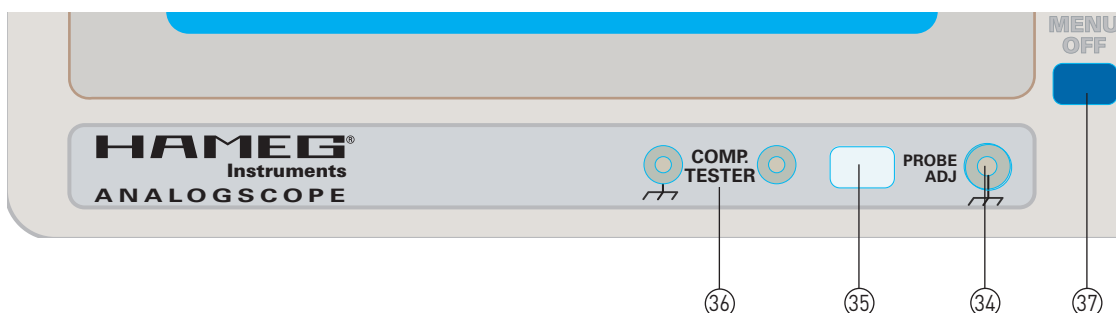 MENU
OFF
HAMEG®
Instruments
ANALOGSCOPE
COMP.
TESTER
PROBE
ADJ
36
35
34
37